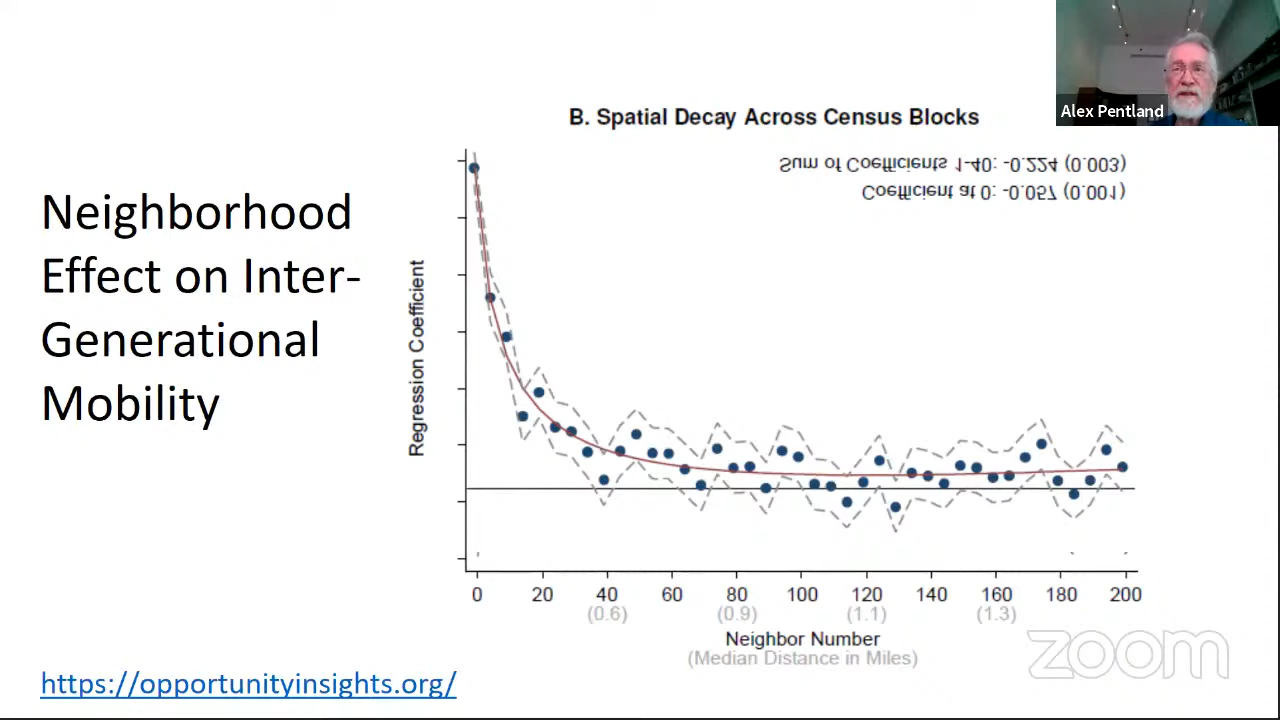 Alex Pentland
B. Spatial Decay Across Census Blocks
Sum of Coefficients 1-40: -0.224 (0.003)
Coefficient at 0: -0.057 (0.001)
Neighborhood
Effect on Inter-
Generational
Mobility
Regression Coefficient
0 20 40 60 80 100 120 140 160 180 200
(0.6) (0.9) (1.1) (1.3)
Neighbor Number
(Median Distance in Miles)
zoom
https://opportunityinsights.org/